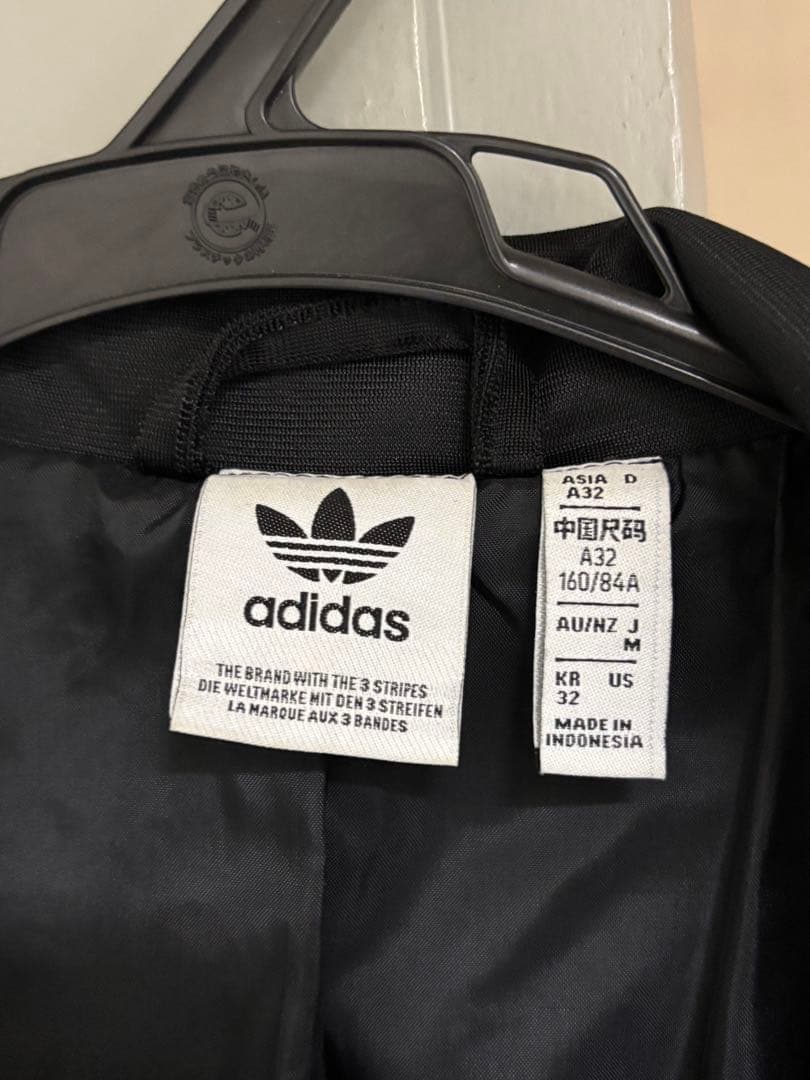 adidas
THE BRAND WITH THE 3 STRIPES
DIE WELTMARKE MIT DEN 3 STREIFEN
LA MARQUE AUX 3 BANDES
ASIA D
A32
中国尺码
A32
160/84A
AU/NZ J
M
KR US
32
MADE IN
INDONESIA